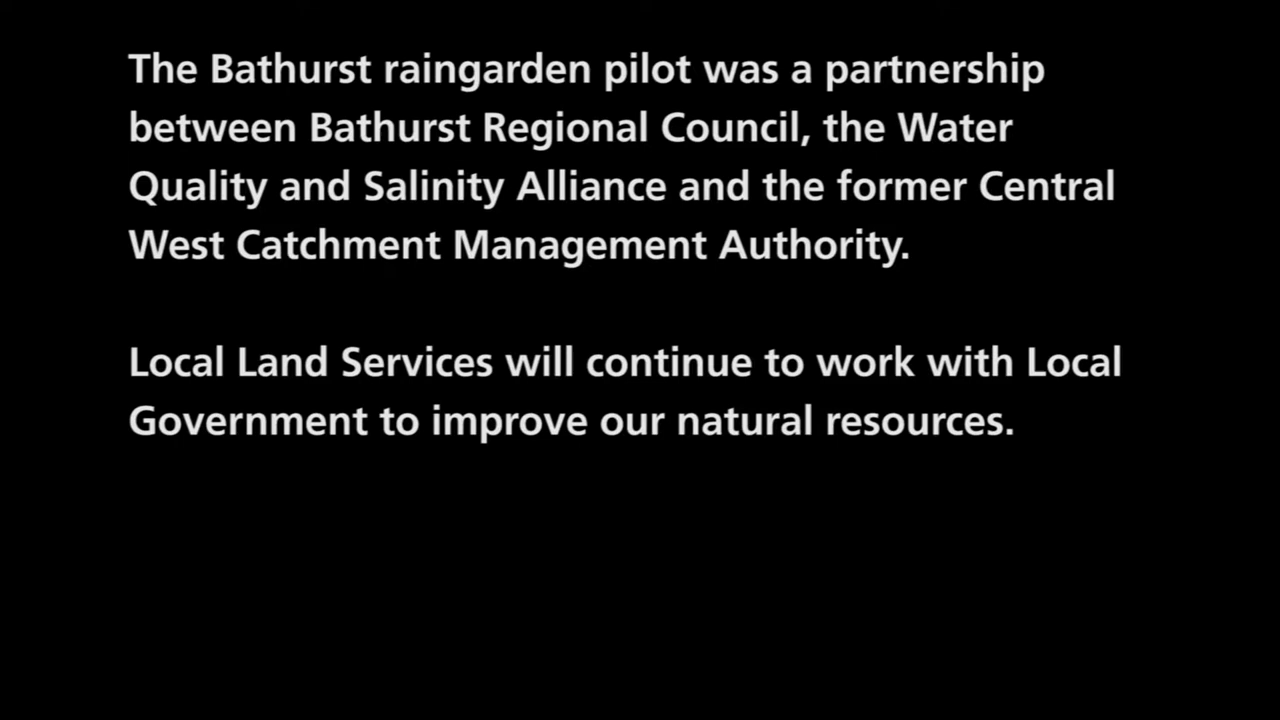 The Bathurst raingarden pilot was a partnership
between Bathurst Regional Council, the Water
Quality and Salinity Alliance and the former Central
West Catchment Management Authority.
Local Land Services will continue to work with Local
Government to improve our natural resources.